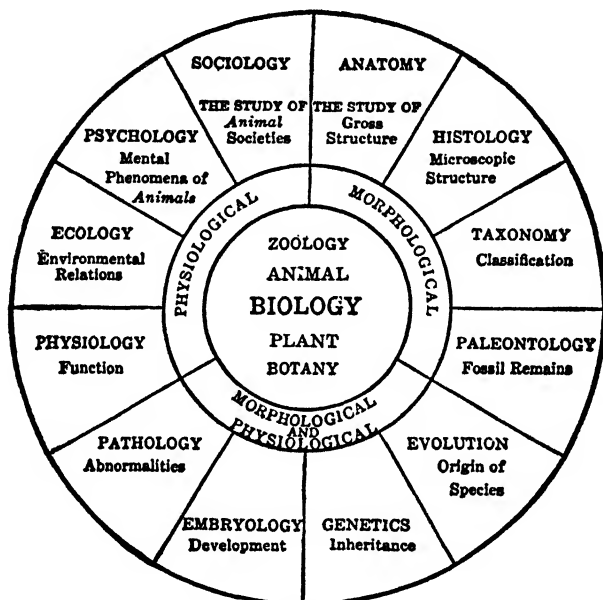 SOCIOLOGY
THE STUDY OF
Animal
Societies
ANATOMY
THE STUDY OF
Gross
Structure
HISTOLOGY
Microscopic
Structure
TAXONOMY
Classification
PALEONTOLOGY
Fossil Remains
EVOLUTION
Origin of
Species
GENETICS
Inheritance
EMBRYOLOGY
Development
PATHOLOGY
Abnormalities
PHYSIOLOGY
Function
ECOLOGY
Environmental
Relations
PSYCHOLOGY
Mental
Phenomena of
Animals
PHYSIOLOGICAL
MORPHOLOGICAL
MORPHOLOGICAL
AND
PHYSIOLOGICAL
ZOOLOGY
ANIMAL
BIOLOGY
PLANT
BOTANY